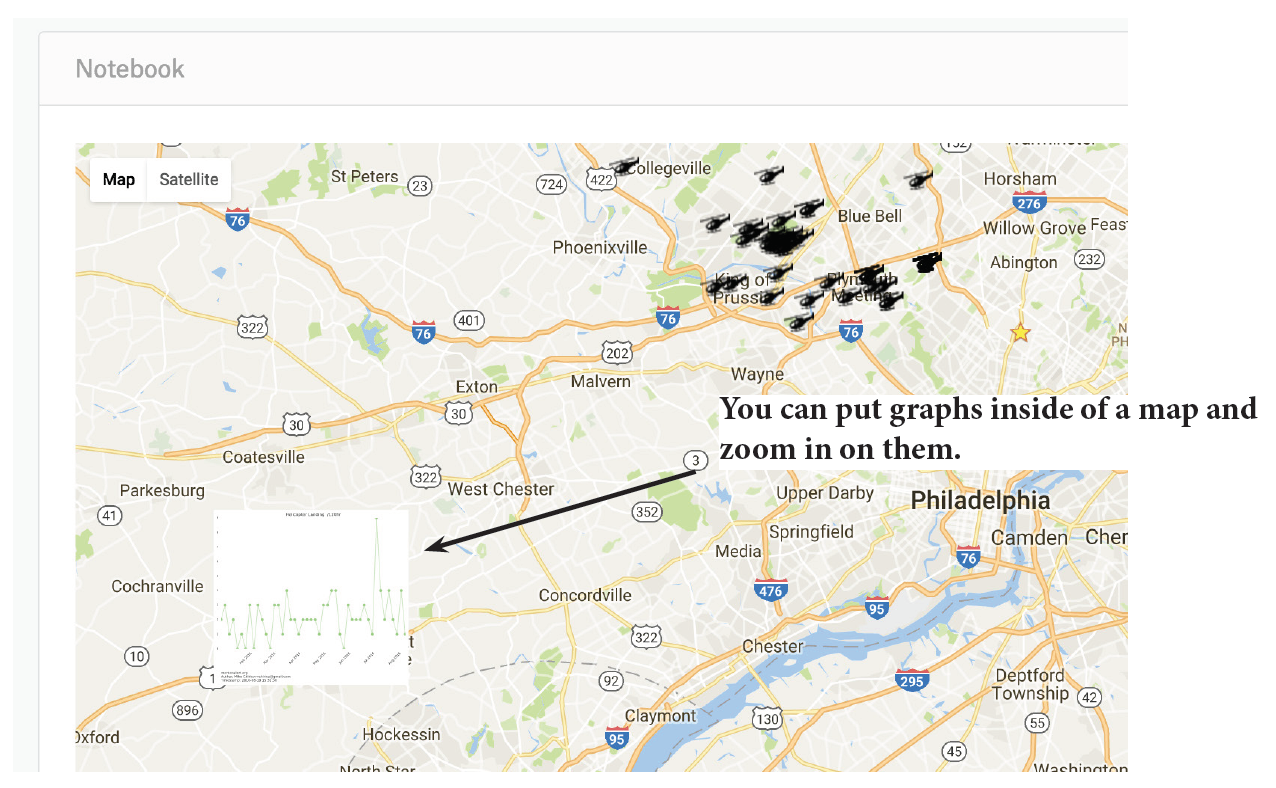 Notebook
Map Satellite
St Peters 23 724 422 Collegeville Horsham
76 276
Blue Bell
Willow Grove Feas
Phoenixville
Abington 232
King of
Prussia Plymouth
Meeting
322 76 401 76 76
202
Exton Malvern Wayne
30 30
You can put graphs inside of a map and
zoom in on them.
Coatesville
3
322 West Chester
Parkesburg
Upper Darby Philadelphia
41 352
Springfield
Media Camden Cher
76
Cochranville 476
Concordville 95
322
Chester
10
1 92 295 Deptford
Township
42
896 Claymont 130 55
Oxford Hockessin 95
45
North Star Washington